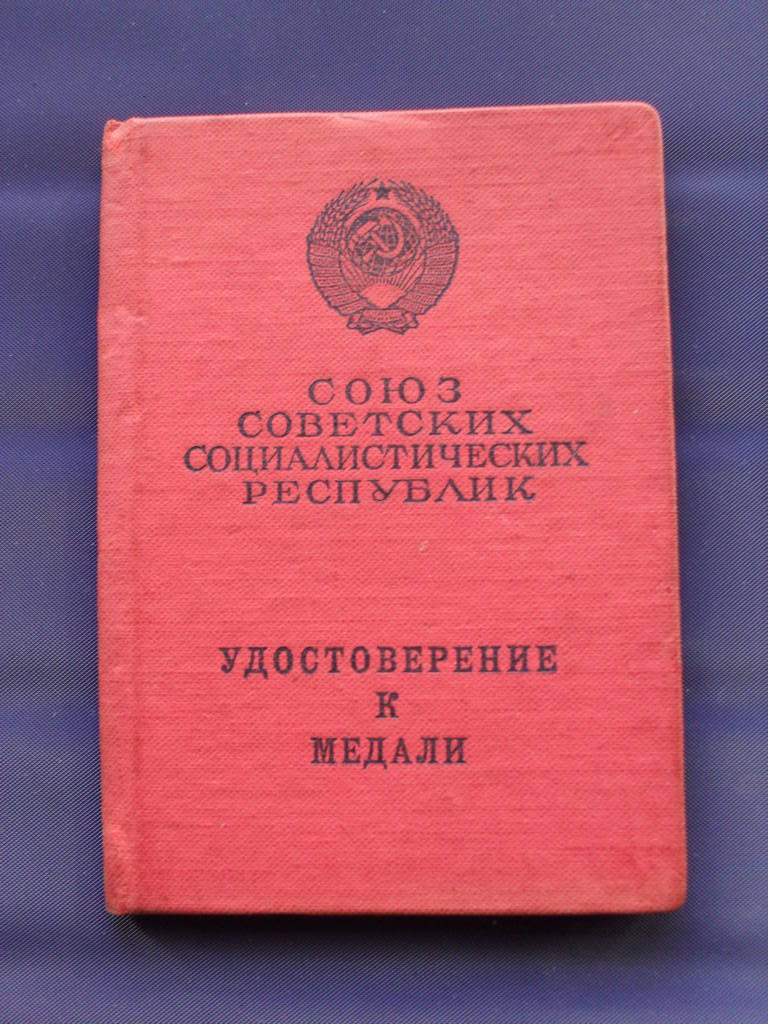 СОЮЗ
СОВЕТСКИХ
СОЦИАЛИСТИЧЕСКИХ
РЕСПУБЛИК
УДОСТОВЕРЕНИЕ
К
МЕДАЛИ